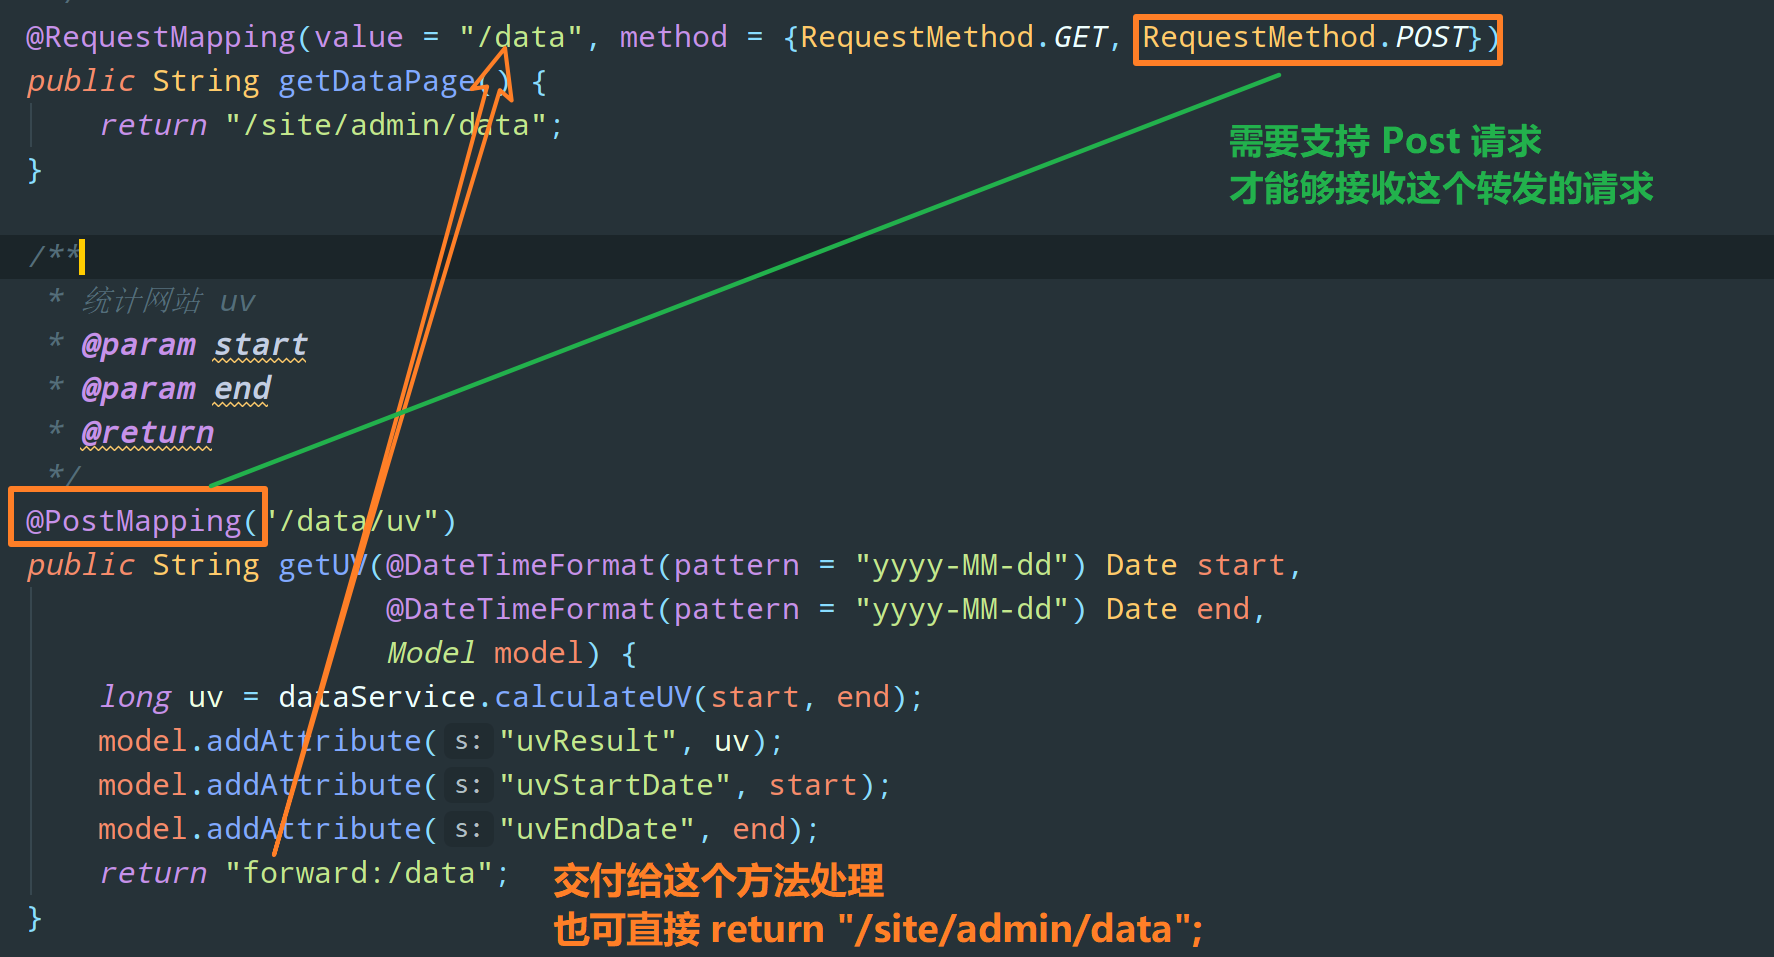 @RequestMapping(value = "/data", method = {RequestMethod.GET, RequestMethod.POST})
public String getDataPage() {
return "/site/admin/data";
}
需要支持 Post 请求
才能够接收这个转发的请求
/**
* 统计网站 uv
* @param start
* @param end
* @return
*/
@PostMapping("/data/uv")
public String getUV(@DateTimeFormat(pattern = "yyyy-MM-dd") Date start,
@DateTimeFormat(pattern = "yyyy-MM-dd") Date end,
Model model) {
long uv = dataService.calculateUV(start, end);
model.addAttribute( s: "uvResult", uv);
model.addAttribute( s: "uvStartDate", start);
model.addAttribute( s: "uvEndDate", end);
return "forward:/data";
交付给这个方法处理
也可直接 return "/site/admin/data";
}